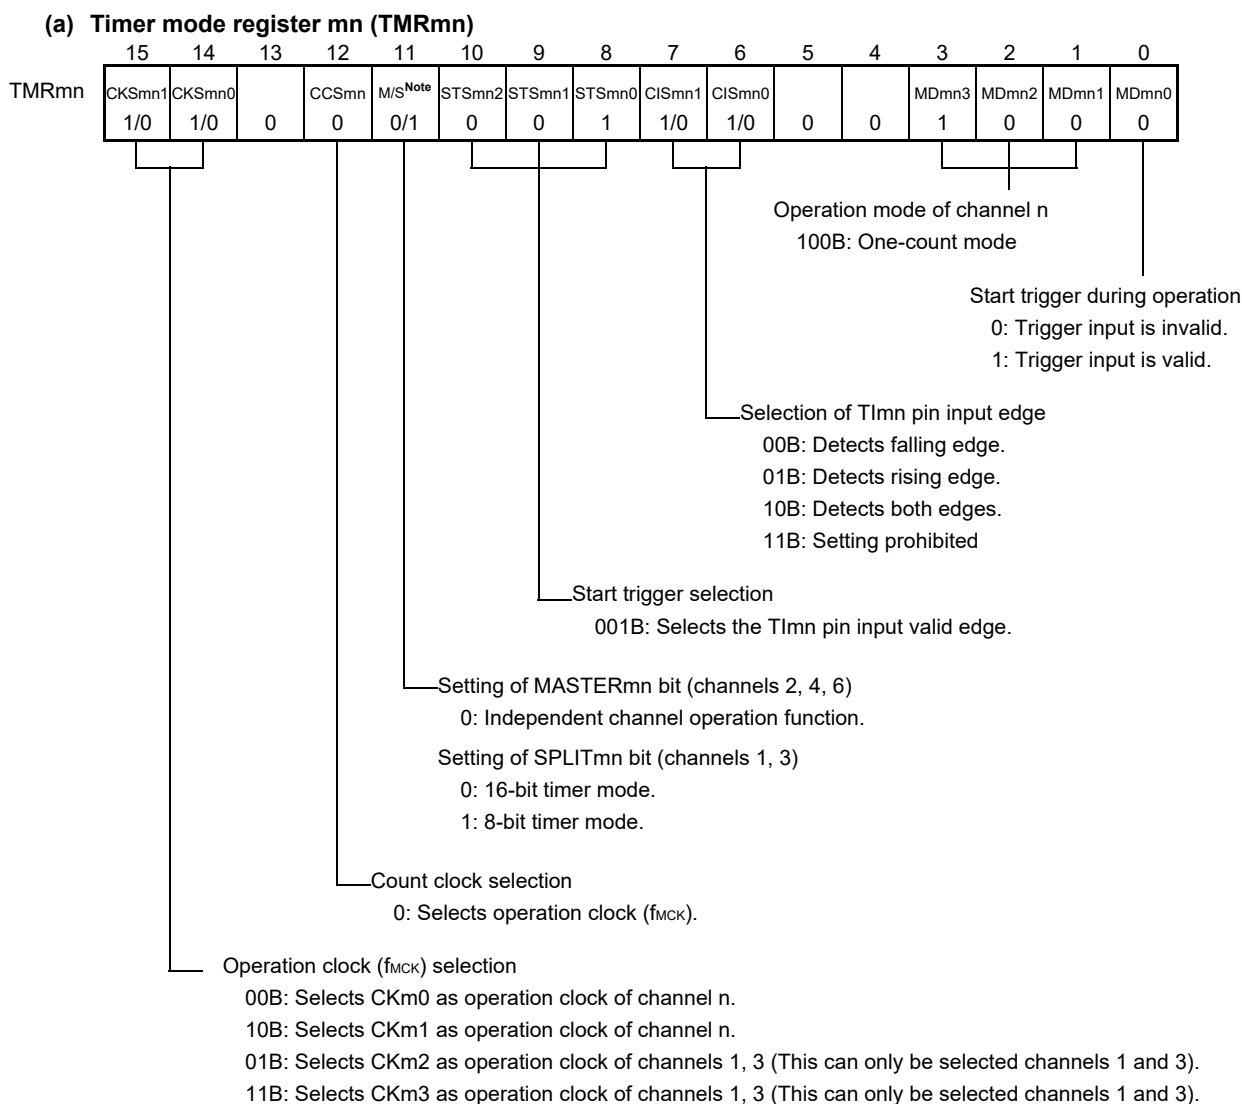 (a) Timer mode register mn (TMRmn)
15 14 13 12 11 10 9 8 7 6 5 4 3 2 1 0
TMRmn CKSmn1 CKSmn0 CCSmn M/SNote STSmn2 STSmn1 STSmn0 CISmn1 CISmn0 MDmn3 MDmn2 MDmn1 MDmn0
1/0 1/0 0 0 0/1 0 0 1 1/0 1/0 0 0 1 0 0 0
Operation mode of channel n
100B: One-count mode
Start trigger during operation
0: Trigger input is invalid.
1: Trigger input is valid.
Selection of TImn pin input edge
00B: Detects falling edge.
01B: Detects rising edge.
10B: Detects both edges.
11B: Setting prohibited
Start trigger selection
001B: Selects the TImn pin input valid edge.
Setting of MASTERmn bit (channels 2, 4, 6)
0: Independent channel operation function.
Setting of SPLITmn bit (channels 1, 3)
0: 16-bit timer mode.
1: 8-bit timer mode.
Count clock selection
0: Selects operation clock (fMCK).
Operation clock (fMCK) selection
00B: Selects CKm0 as operation clock of channel n.
10B: Selects CKm1 as operation clock of channel n.
01B: Selects CKm2 as operation clock of channels 1, 3 (This can only be selected channels 1 and 3).
11B: Selects CKm3 as operation clock of channels 1, 3 (This can only be selected channels 1 and 3).